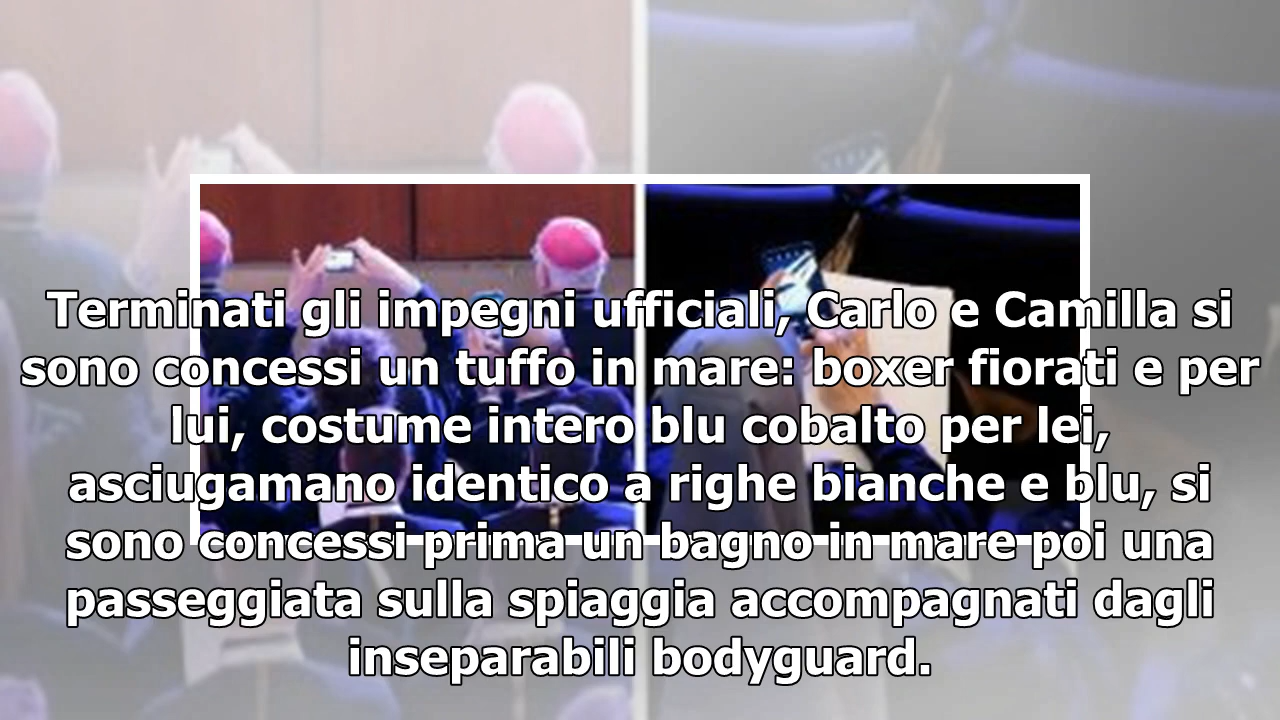 Terminati gli impegni ufficiali, Carlo e Camilla si
sono concessi un tuffo in mare: boxer fiorati e per
lui, costume intero blu cobalto per lei,
asciugamano identico a righe bianche e blu, si
sono concessi prima un bagno in mare poi una
passeggiata sulla spiaggia accompagnati dagli
inseparabili bodyguard.